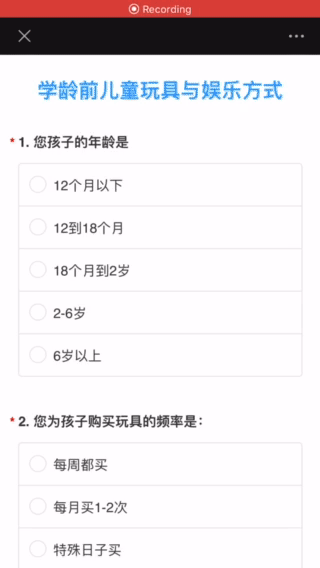 Recording
学龄前儿童玩具与娱乐方式
* 1. 您孩子的年龄是
12个月以下
12到18个月
18个月到2岁
2-6岁
6岁以上
* 2. 您为孩子购买玩具的频率是：
每周都买
每月买1-2次
特殊日子买